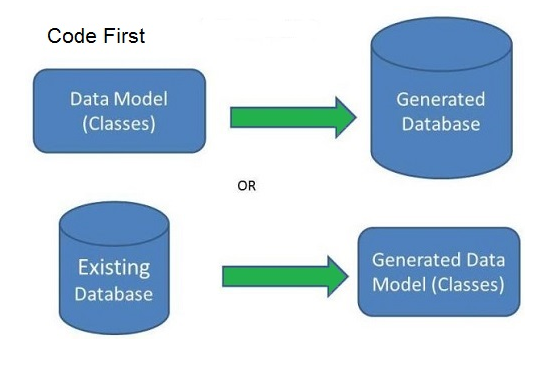 Code First
Data Model
(Classes)
Generated
Database
OR
Existing
Database
Generated Data
Model (Classes)